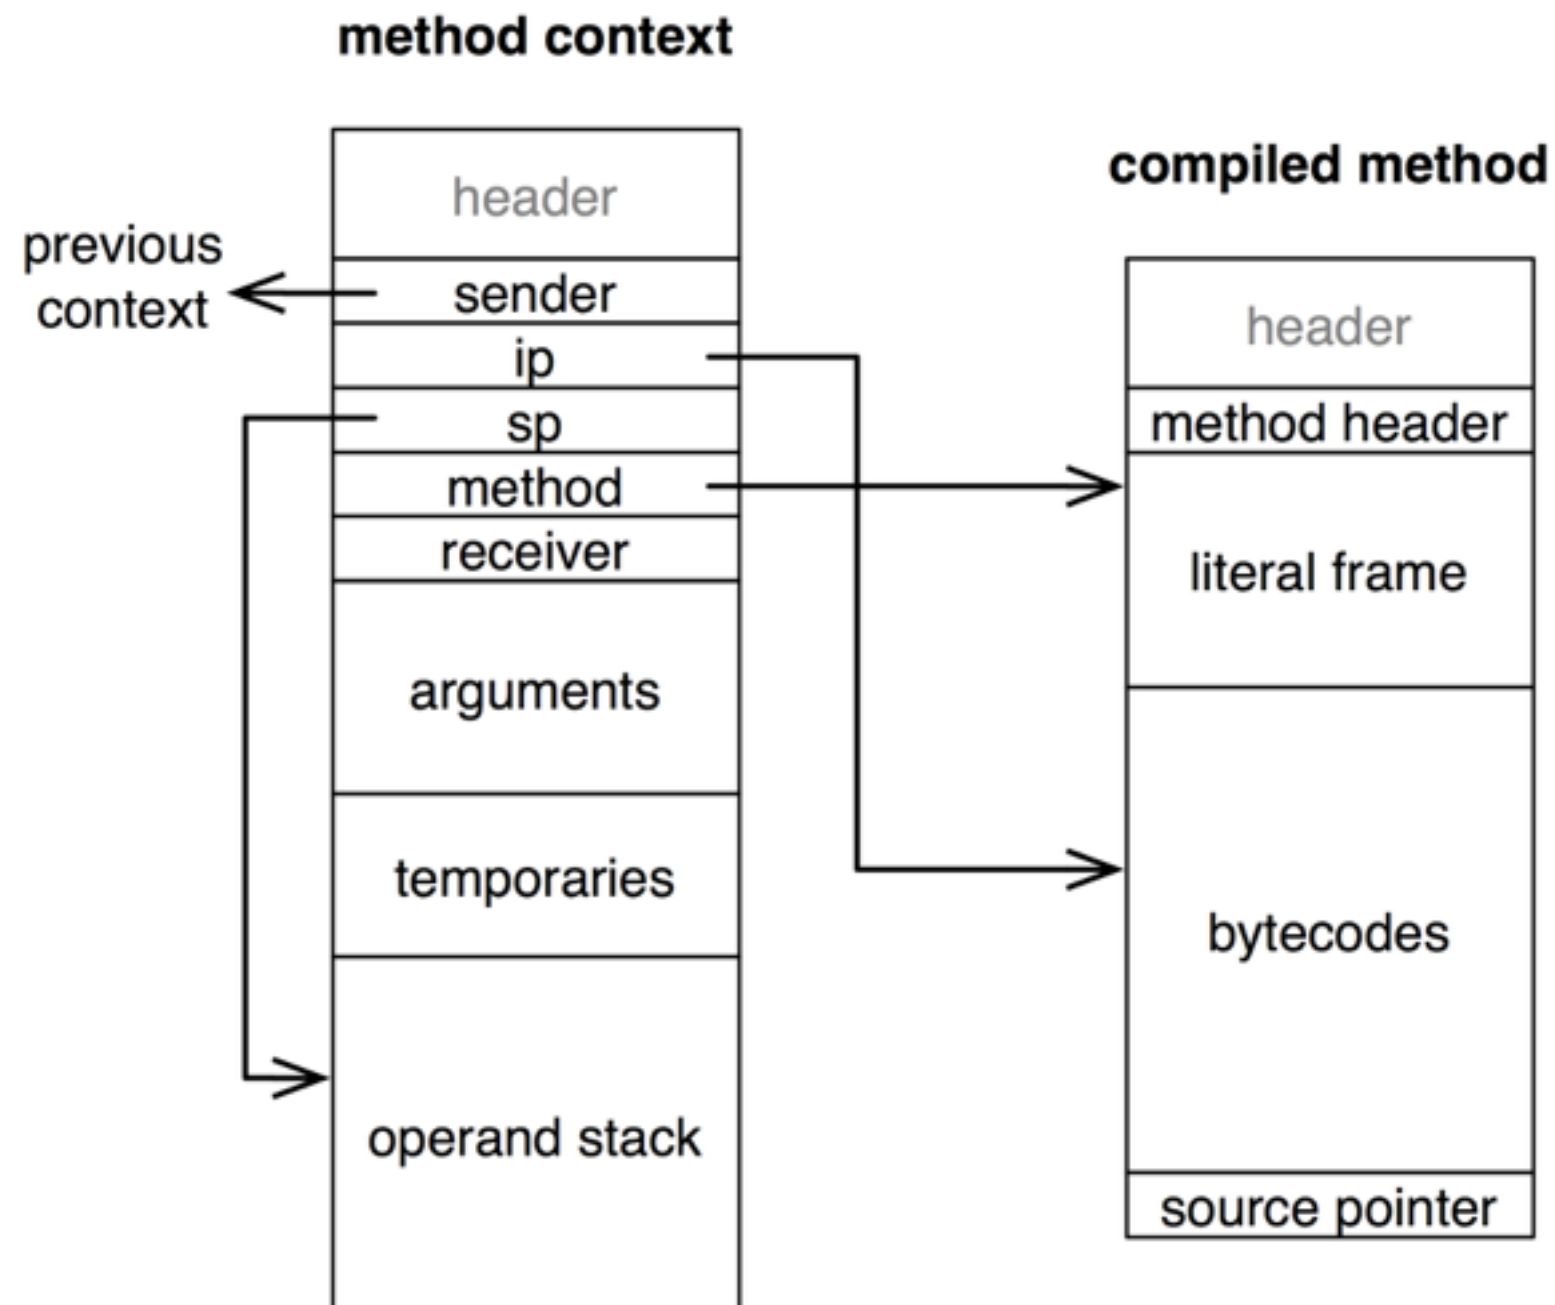 method context
header
previous
context
sender
ip
sp
method
receiver
arguments
temporaries
operand stack
compiled method
header
method header
literal frame
bytecodes
source pointer